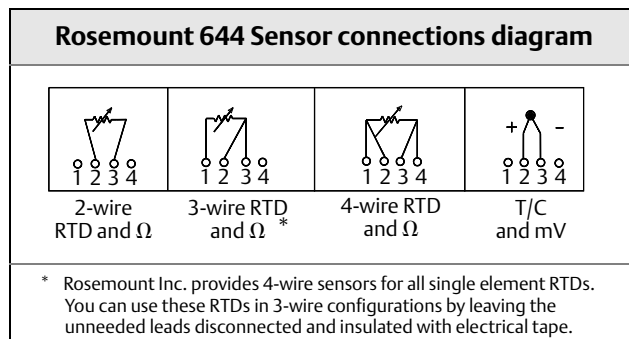 Rosemount 644 Sensor connections diagram
1 2 3 4
1 2 3 4
1 2 3 4
+ -
1 2 3 4
2-wire
RTD and Ω
3-wire RTD
and Ω *
4-wire RTD
and Ω
T/C
and mV
* Rosemount Inc. provides 4-wire sensors for all single element RTDs.
You can use these RTDs in 3-wire configurations by leaving the
unneeded leads disconnected and insulated with electrical tape.